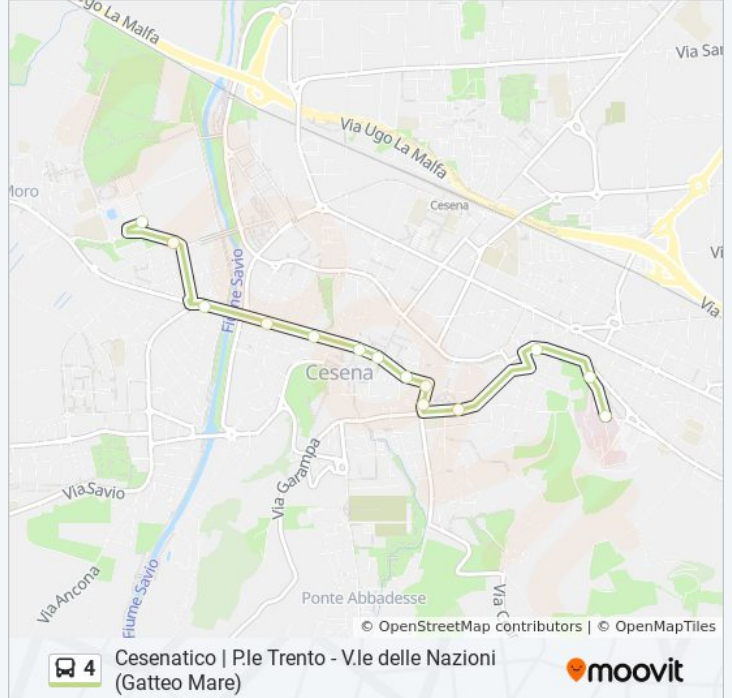 Ugo La Malfa
Via Sar
Via Ugo La Malfa
Moro
Cesena
Vi
Fiume Savio
Via
Cesena
Via Garampa
Via Savio
Via Ancona
Fiume Savio
Ponte Abbadesse
© OpenStreetMap contributors | © OpenMapTiles
4
Cesenatico | P.le Trento - V.le delle Nazioni
(Gatteo Mare)
moovit